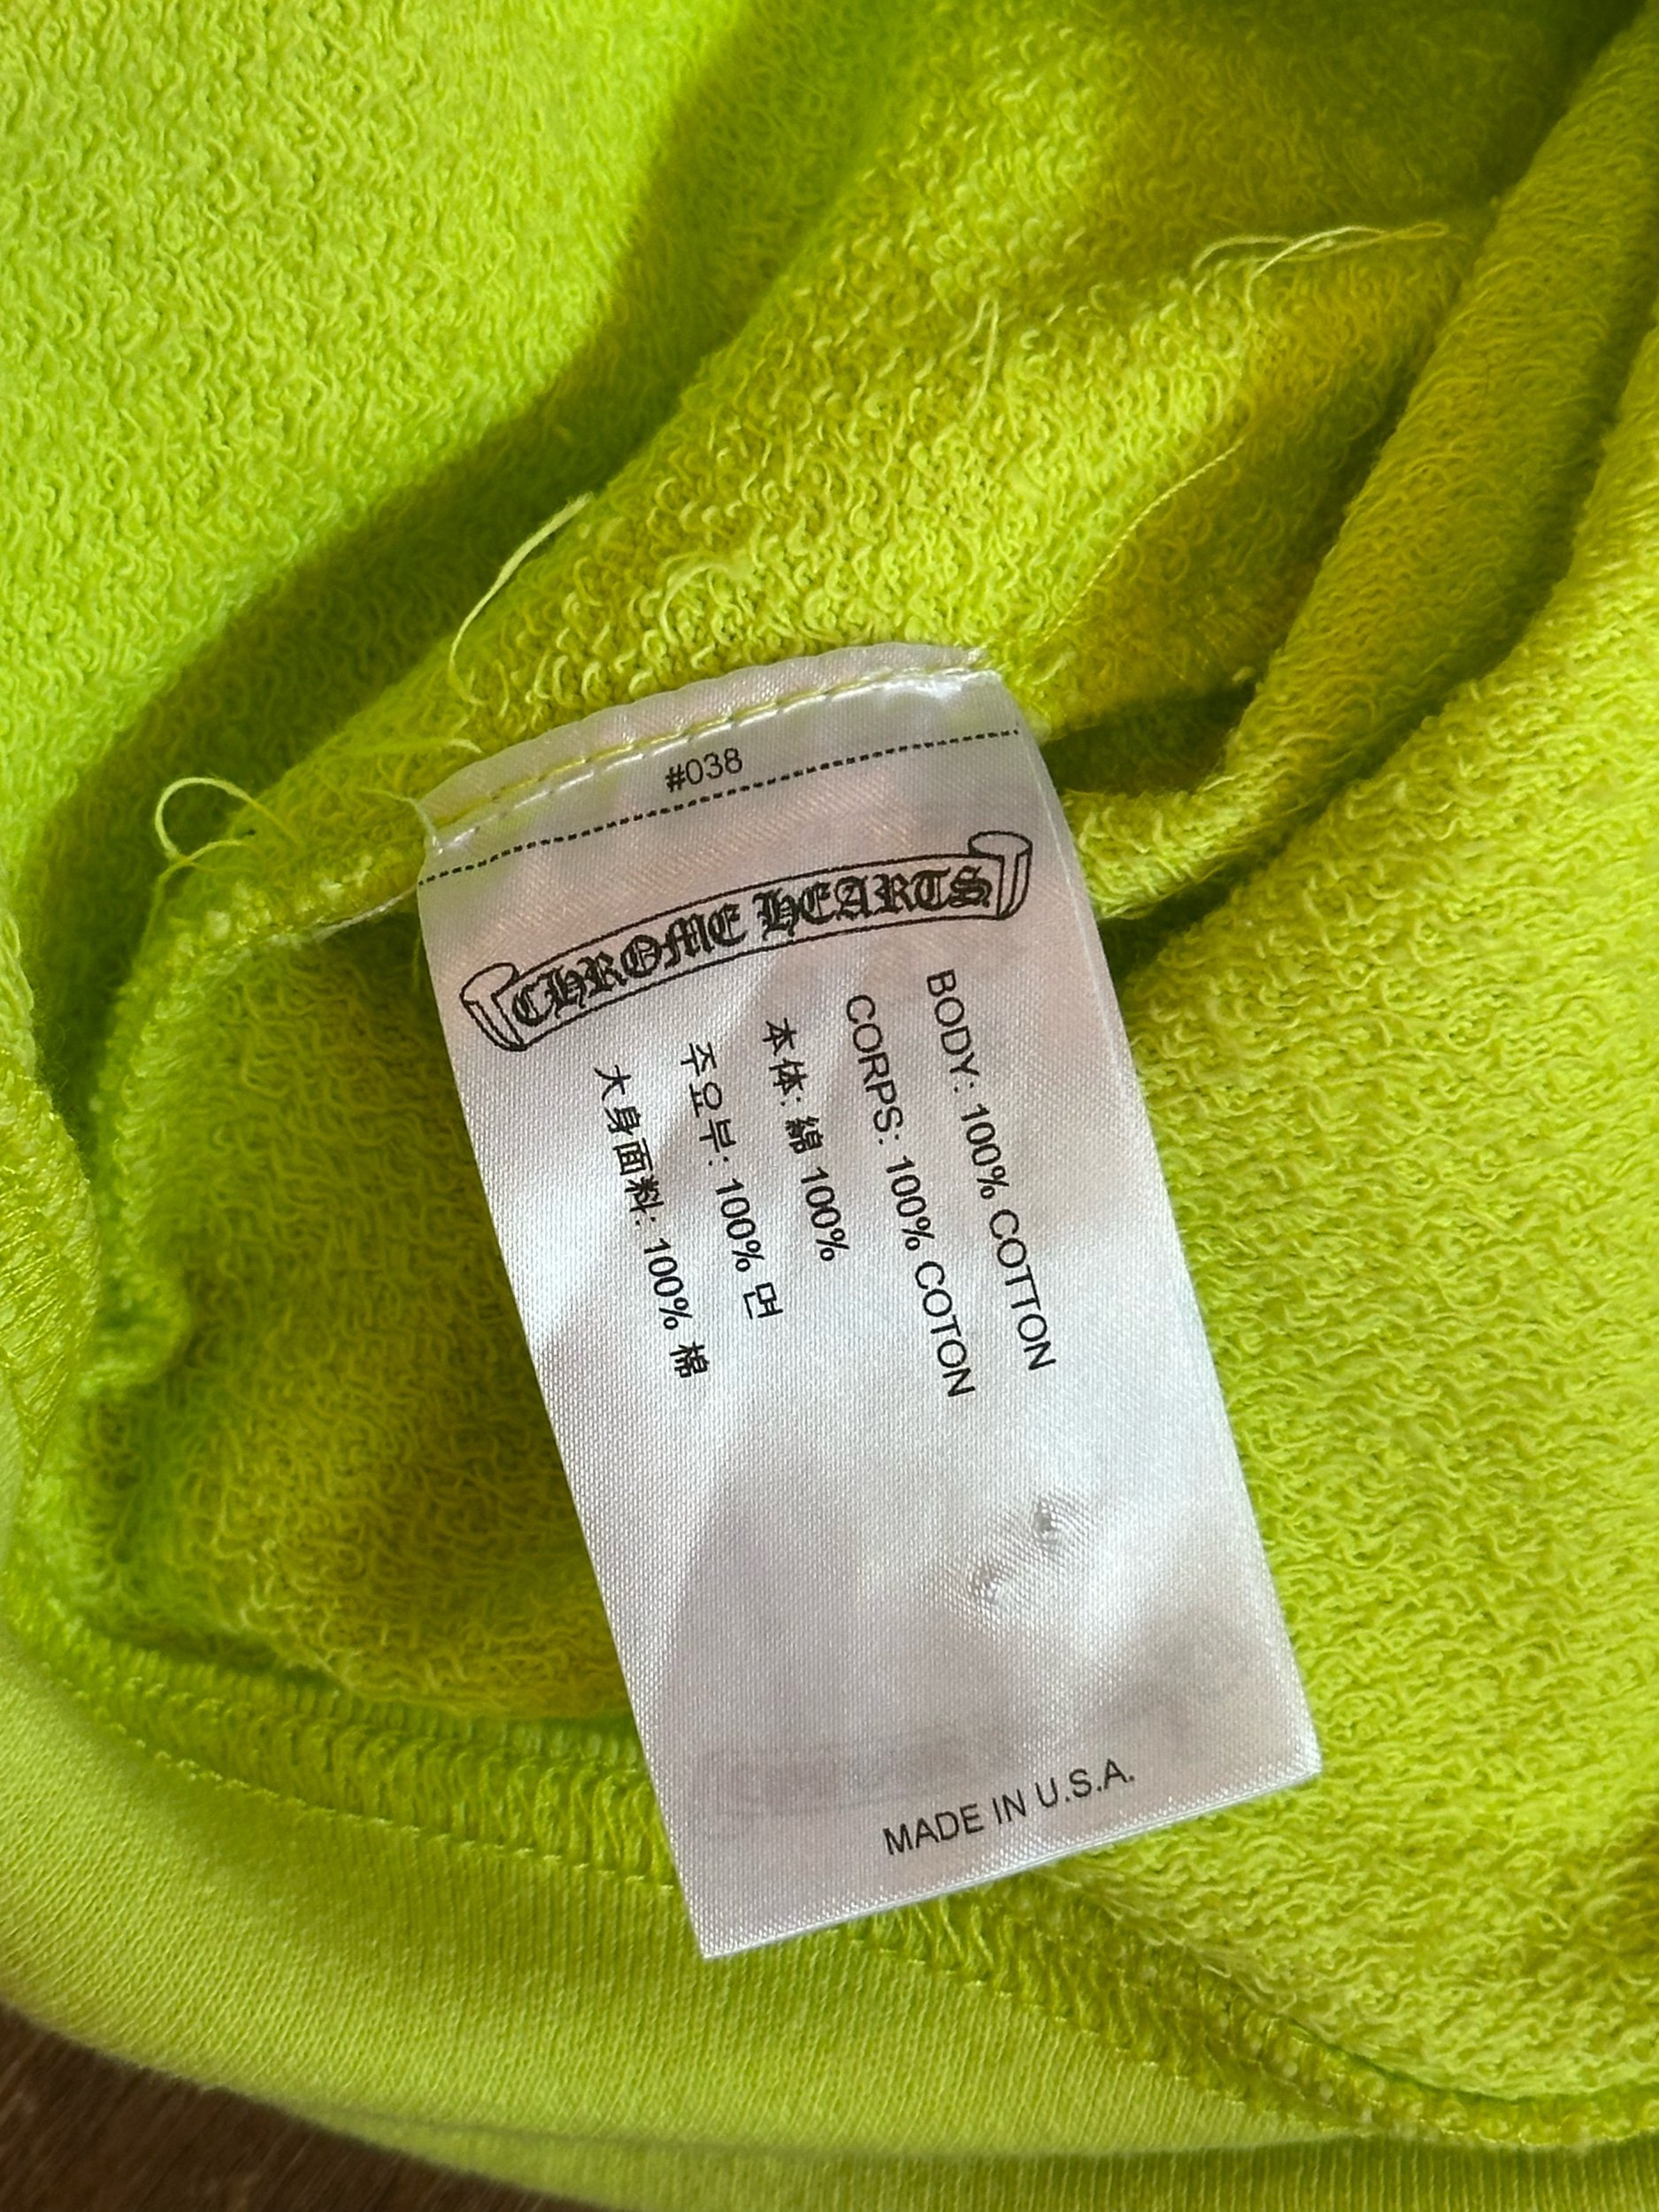 #038
CHROME HEARTS
BODY: 100% COTTON
CORPS: 100% COTON
本体: 綿 100%
주요부: 100% 면
大身面料: 100% 棉
MADE IN U.S.A.